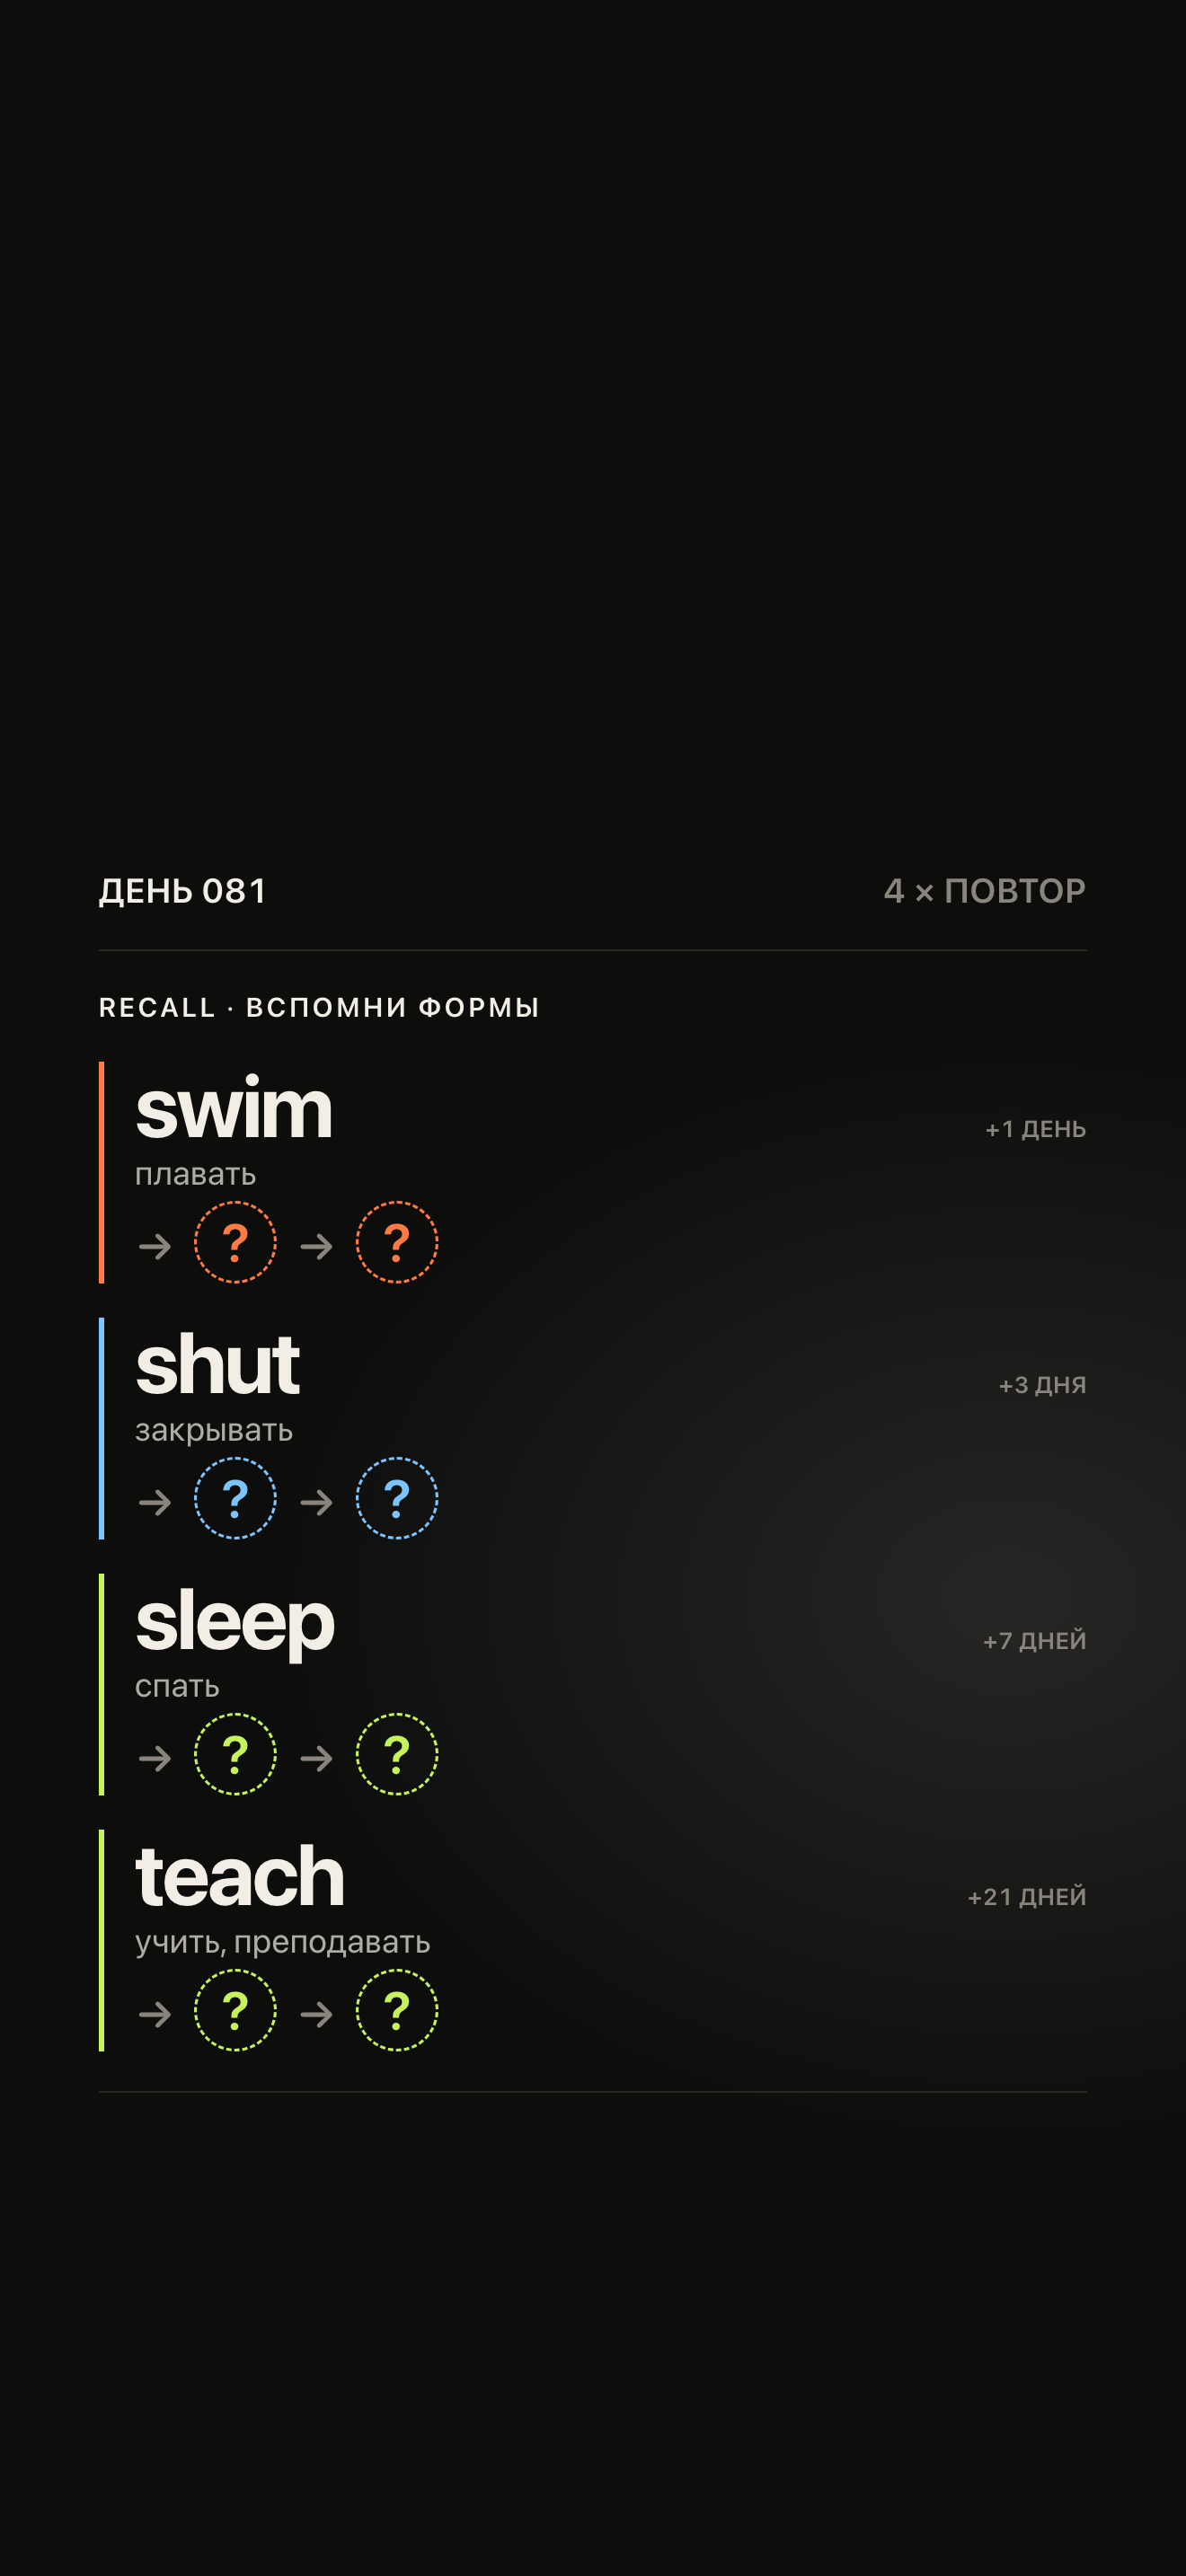 ДЕНЬ 081
4 × ПОВТОР
RECALL · ВСПОМНИ ФОРМЫ
swim
+1 ДЕНЬ
плавать
→ ? → ?
shut
+3 ДНЯ
закрывать
→ ? → ?
sleep
+7 ДНЕЙ
спать
→ ? → ?
teach
+21 ДНЕЙ
учить, преподавать
→ ? → ?